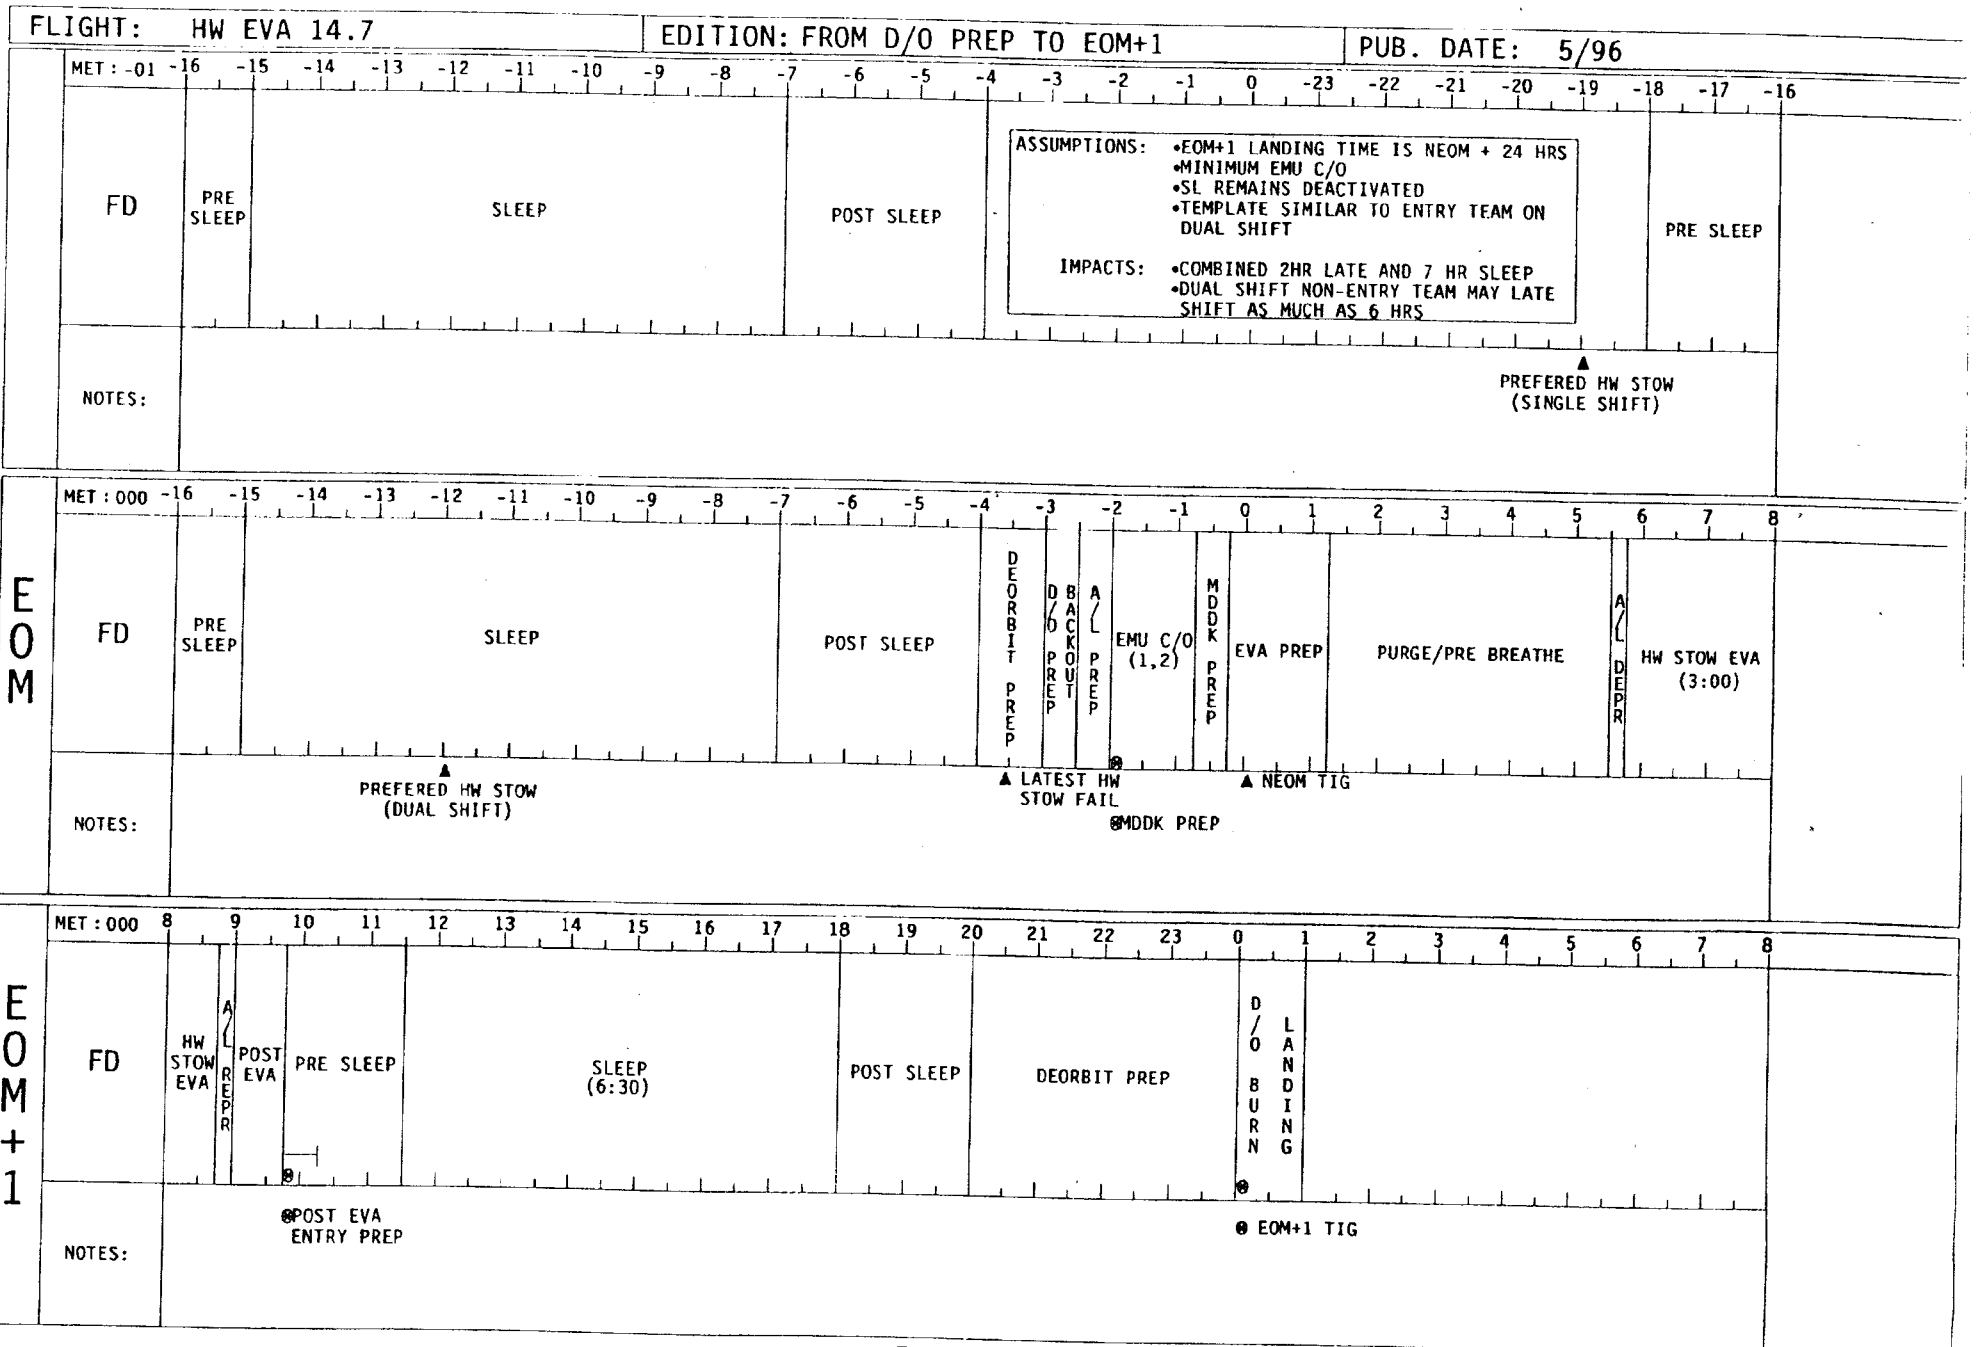 FLIGHT: HW EVA 14.7
EDITION: FROM D/O PREP TO EOM+1
PUB. DATE: 5/96
MET: -01 -16 -15 -14 -13 -12 -11 -10 -9 -8 -7 -6 -5 -4 -3 -2 -1 0 -23 -22 -21 -20 -19 -18 -17 -16
FD
PRE
SLEEP
SLEEP
POST SLEEP
ASSUMPTIONS: •EOM+1 LANDING TIME IS NEOM + 24 HRS
•MINIMUM EMU C/O
•SL REMAINS DEACTIVATED
•TEMPLATE SIMILAR TO ENTRY TEAM ON
DUAL SHIFT
IMPACTS: •COMBINED 2HR LATE AND 7 HR SLEEP
•DUAL SHIFT NON-ENTRY TEAM MAY LATE
SHIFT AS MUCH AS 6 HRS
PRE SLEEP
NOTES:
▲
PREFERED HW STOW
(SINGLE SHIFT)
EOM
MET:000 -16 -15 -14 -13 -12 -11 -10 -9 -8 -7 -6 -5 -4 -3 -2 -1 0 1 2 3 4 5 6 7 8
FD
PRE
SLEEP
SLEEP
POST SLEEP
DEORBIT PREP
D/O PREP
BACKOUT
A/L PREP
EMU C/O
(1,2)
MDDK PREP
EVA PREP
PURGE/PRE BREATHE
A/L DEPR
HW STOW EVA
(3:00)
NOTES:
▲
PREFERED HW STOW
(DUAL SHIFT)
▲ LATEST HW
STOW FAIL
⊗MDDK PREP
▲ NEOM TIG
EOM+1
MET:000 8 9 10 11 12 13 14 15 16 17 18 19 20 21 22 23 0 1 2 3 4 5 6 7 8
FD
HW
STOW
EVA
A/L REPR
POST
EVA
PRE SLEEP
SLEEP
(6:30)
POST SLEEP
DEORBIT PREP
D/O BURN
LANDING
NOTES:
⊗POST EVA
ENTRY PREP
⊗ EOM+1 TIG